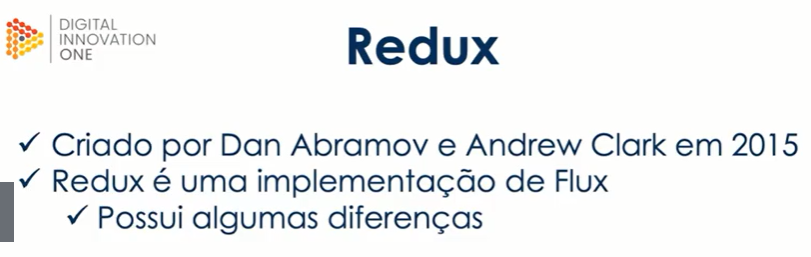 DIGITAL
INNOVATION
ONE
Redux
✓ Criado por Dan Abramov e Andrew Clark em 2015
✓ Redux é uma implementação de Flux
✓ Possui algumas diferenças